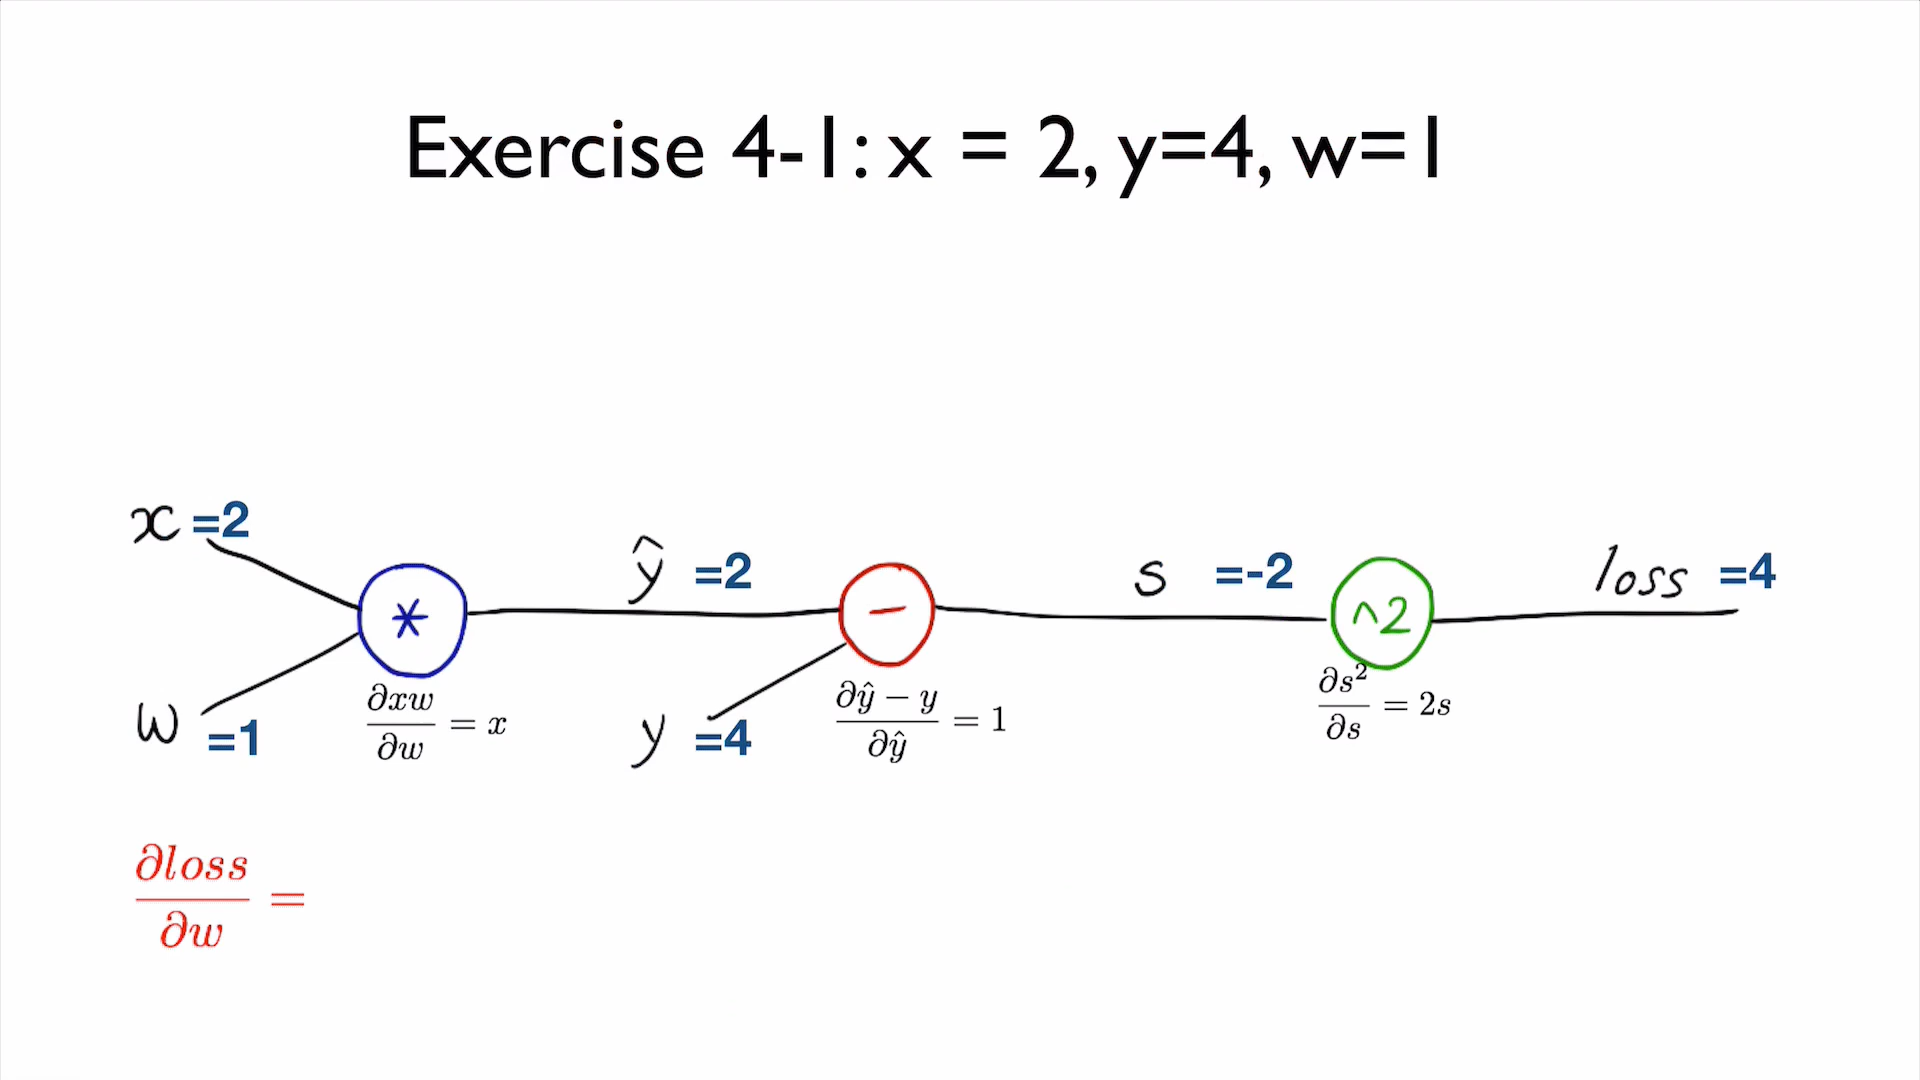 Exercise 4-1: x = 2, y=4, w=1
x =2
ŷ =2
s =-2
loss =4
*
−
^2
w =1
∂xw/∂w = x
y =4
∂ŷ − y/∂ŷ = 1
∂s²/∂s = 2s
∂loss/∂w =